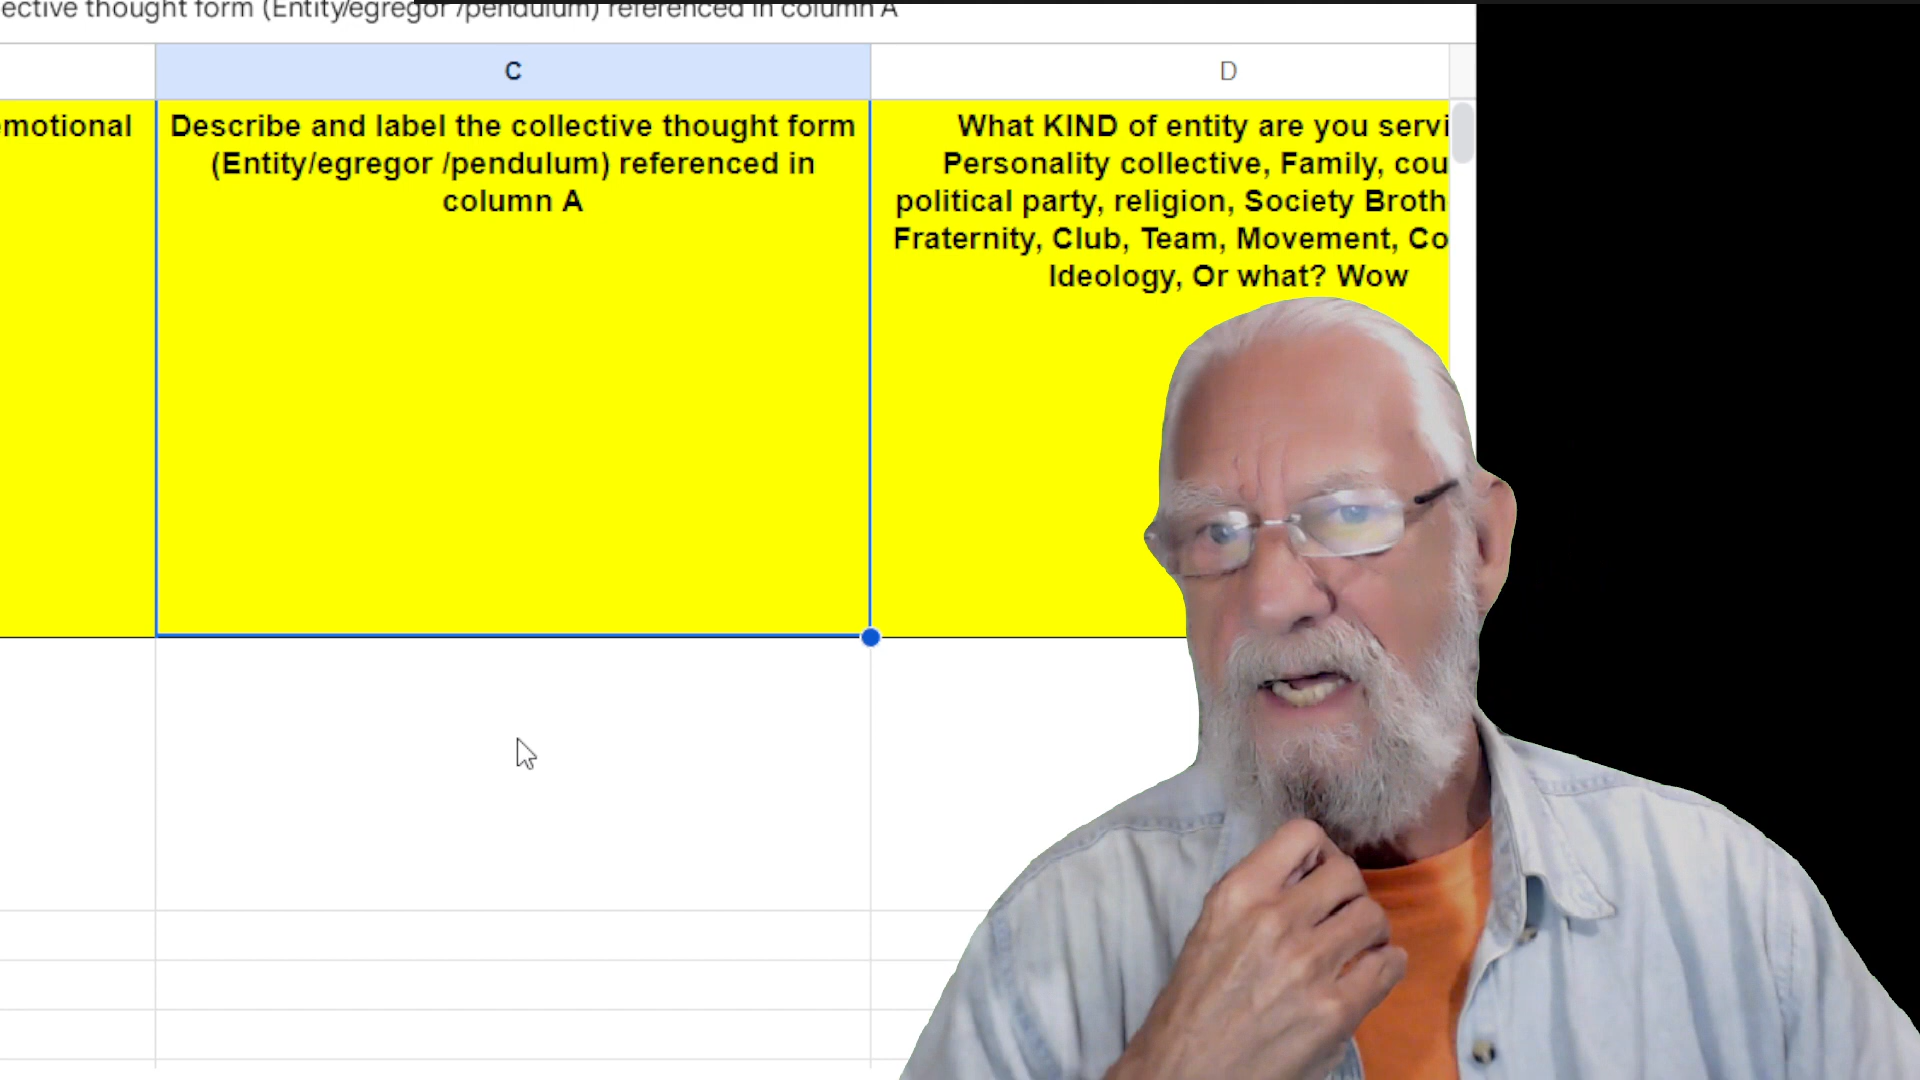 ective thought form (Entity/egregor /pendulum) referenced in column A
C
D
emotional
Describe and label the collective thought form
(Entity/egregor /pendulum) referenced in
column A
What KIND of entity are you servi
Personality collective, Family, cou
political party, religion, Society Broth
Fraternity, Club, Team, Movement, Co
Ideology, Or what? Wow